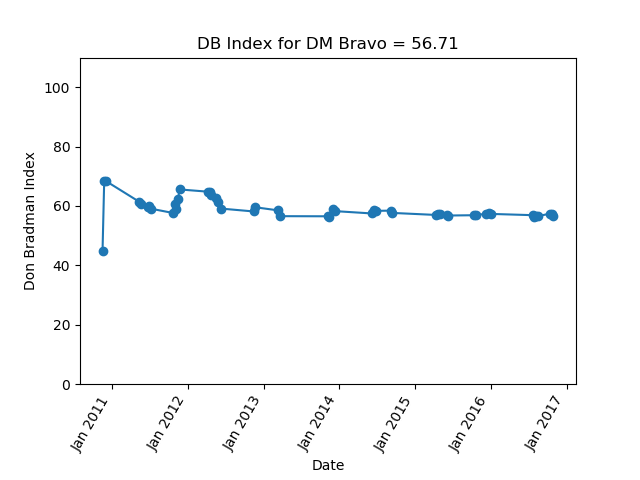 DB Index for DM Bravo = 56.71
100
80
60
40
20
0
Don Bradman Index
Jan 2011
Jan 2012
Jan 2013
Jan 2014
Jan 2015
Jan 2016
Jan 2017
Date